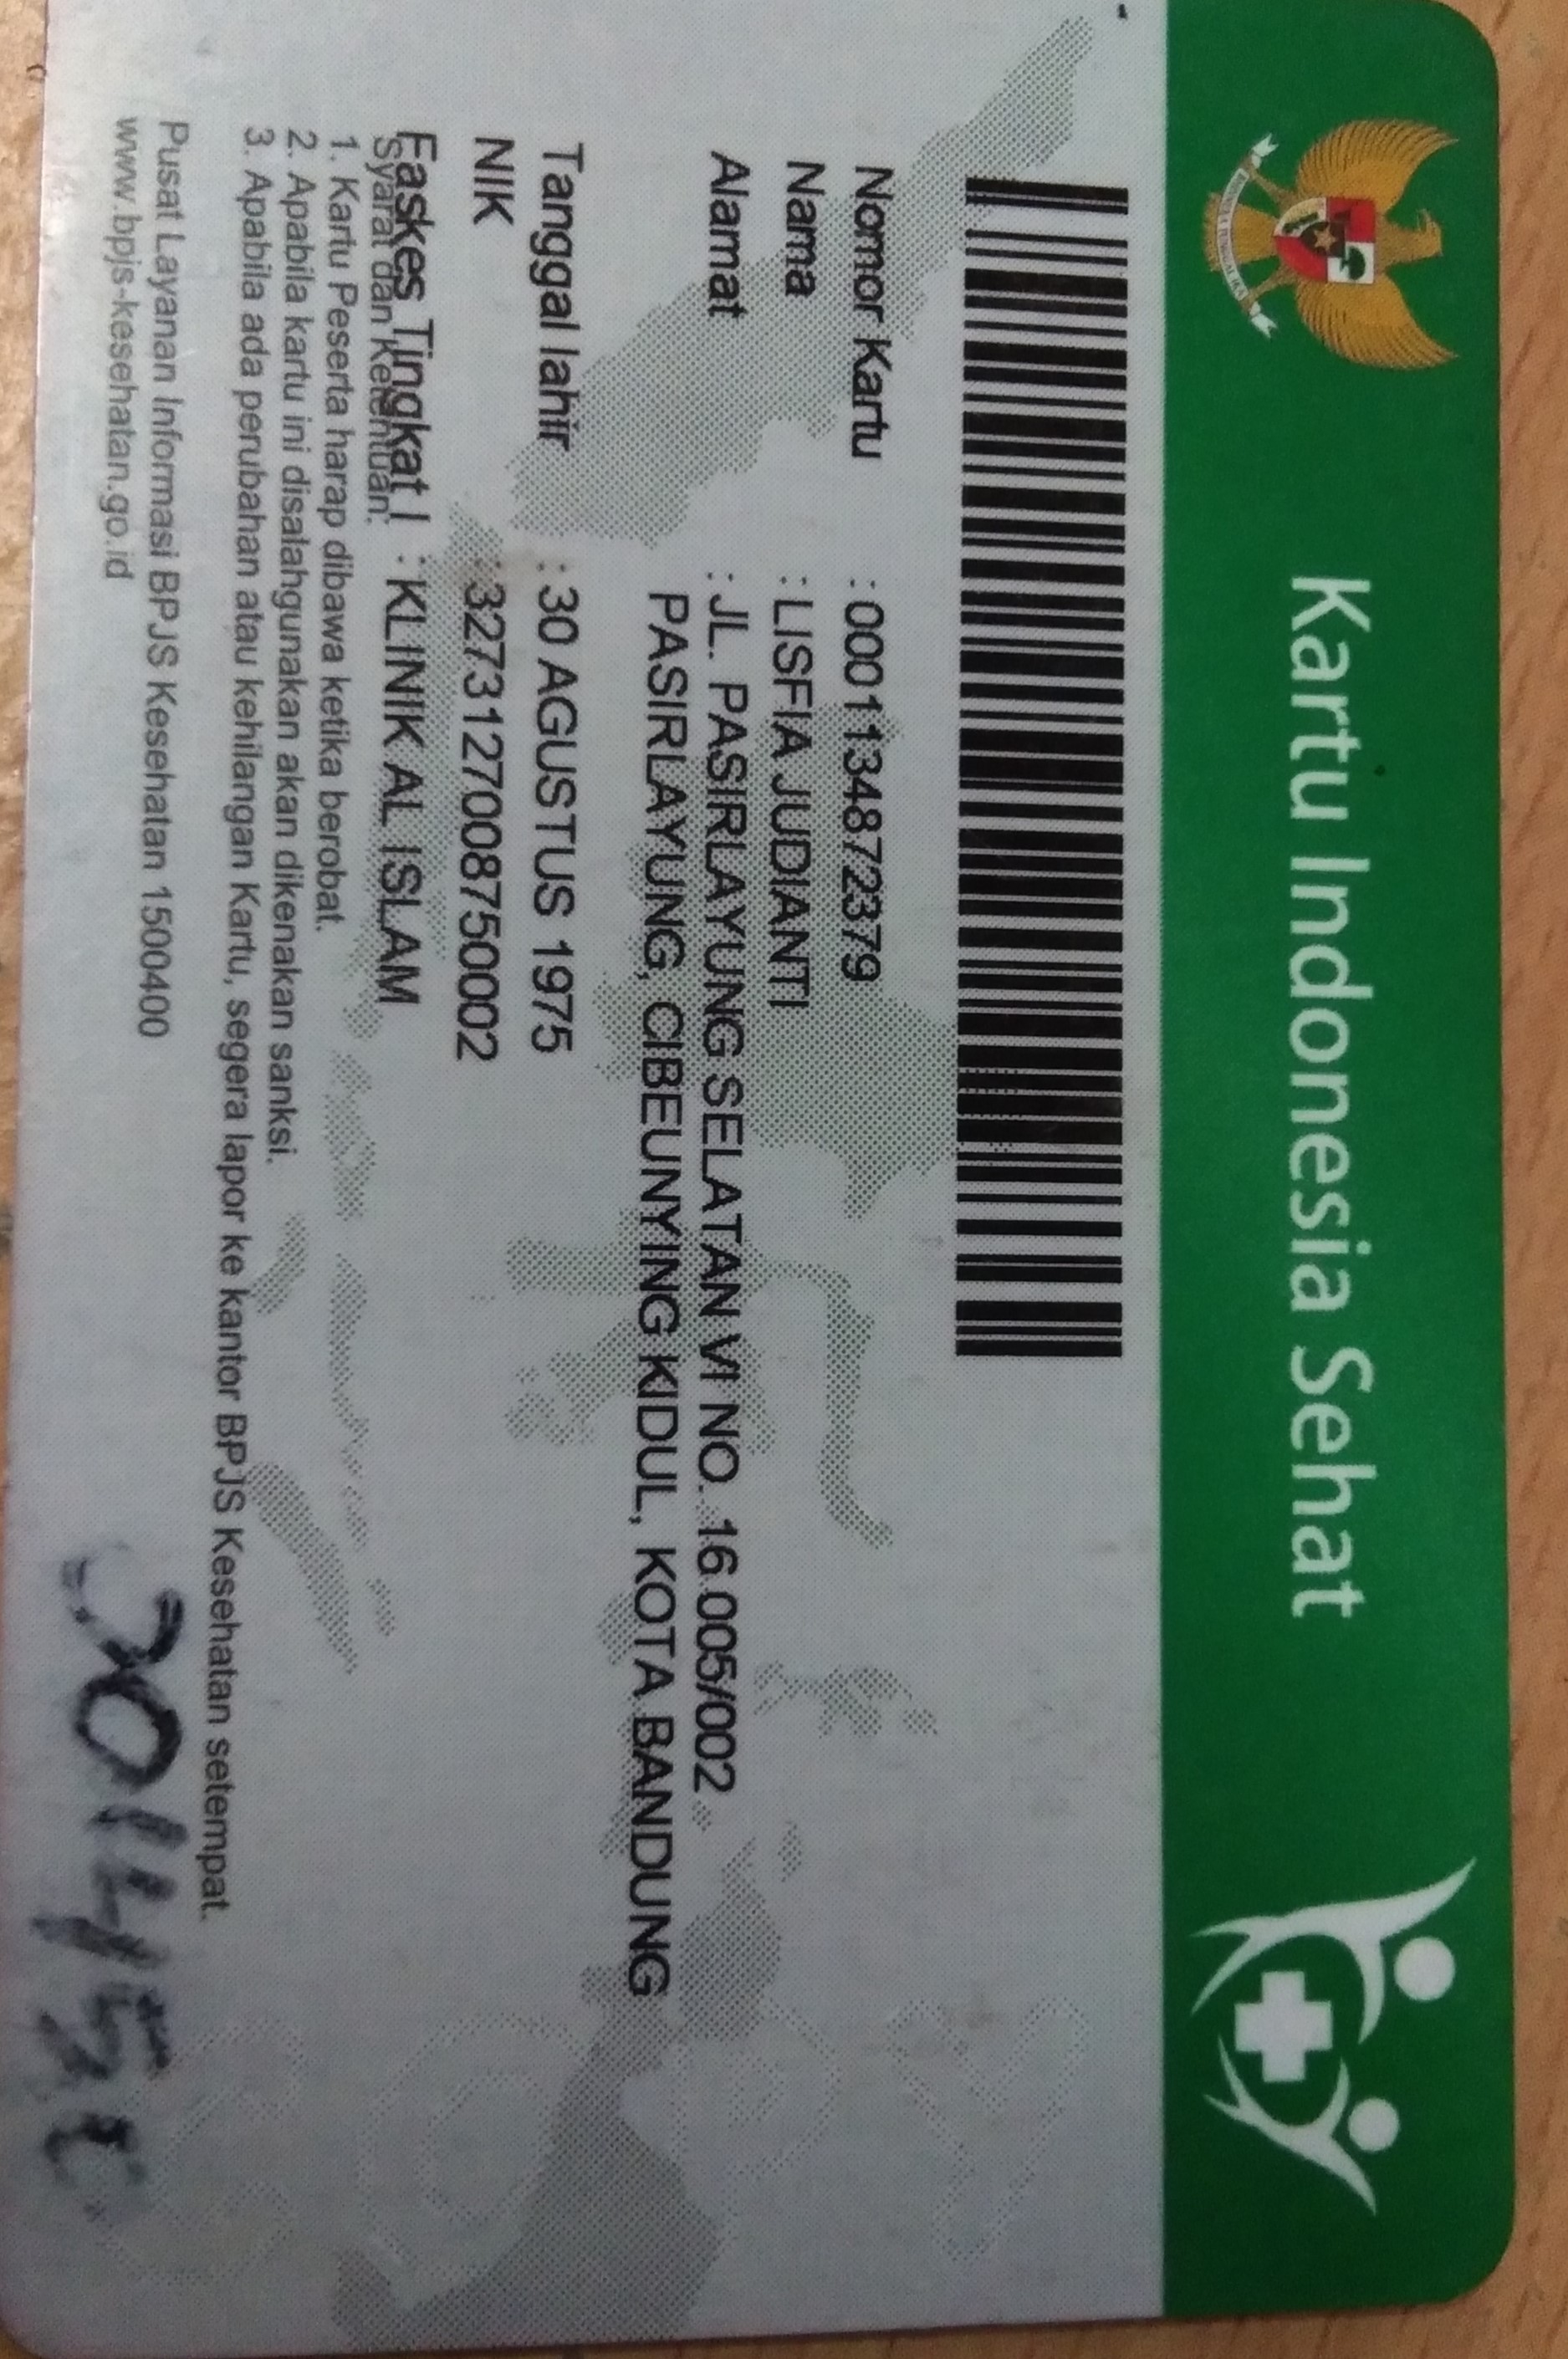 Kartu Indonesia Sehat
Nomor Kartu : 0001134872379
Nama : LISFIA JUDIANTI
Alamat : JL. PASIRLAYUNG SELATAN VI NO. 16 005/002
PASIRLAYUNG, CIBEUNYING KIDUL, KOTA BANDUNG
Tanggal lahir : 30 AGUSTUS 1975
NIK : 3273127008750002
Faskes Tingkat I : KLINIK AL ISLAM
Syarat dan Ketentuan:
1. Kartu Peserta harap dibawa ketika berobat.
2. Apabila kartu ini disalahgunakan akan dikenakan sanksi.
3. Apabila ada perubahan atau kehilangan Kartu, segera lapor ke kantor BPJS Kesehatan setempat.
Pusat Layanan Informasi BPJS Kesehatan 1500400
www.bpjs-kesehatan.go.id